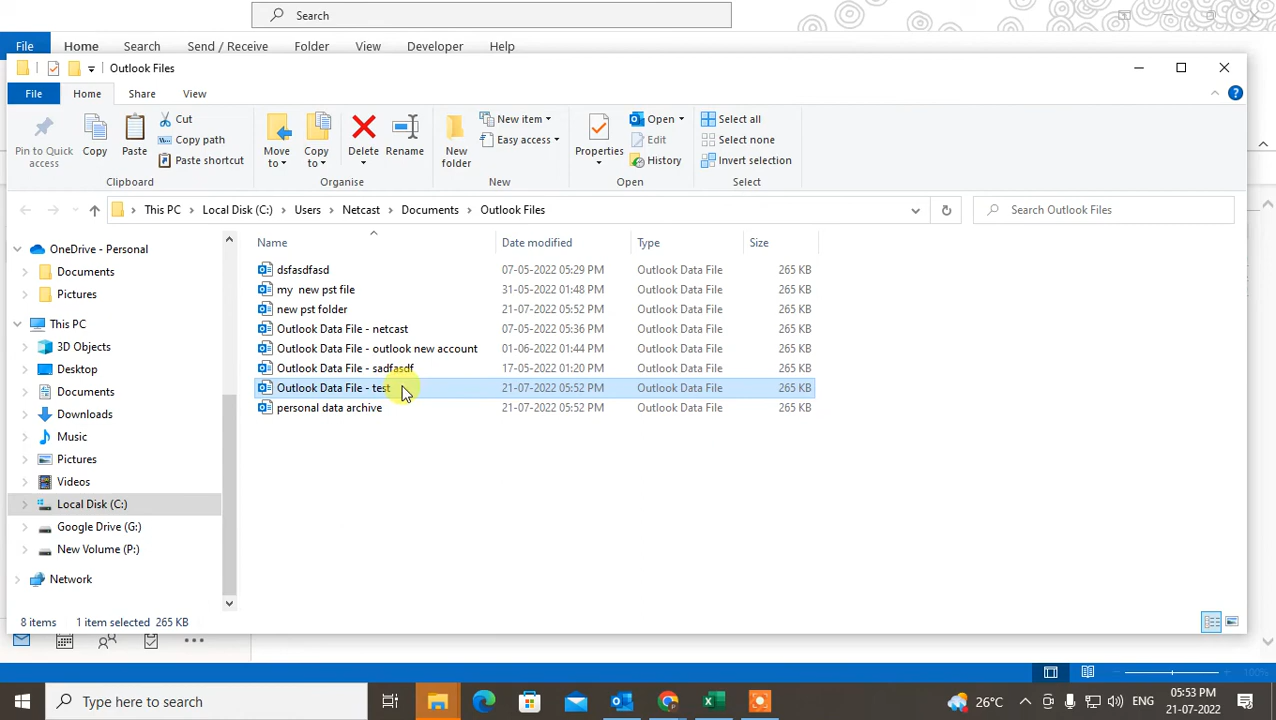 Search
File Home Search Send / Receive Folder View Developer Help
Outlook Files
File Home Share View
Pin to Quick access
Copy
Paste
Cut
Copy path
Paste shortcut
Clipboard
Move to
Copy to
Delete
Rename
Organise
New folder
New item
Easy access
New
Properties
Open
Edit
History
Open
Select all
Select none
Invert selection
Select
This PC > Local Disk (C:) > Users > Netcast > Documents > Outlook Files
Search Outlook Files
OneDrive - Personal
Documents
Pictures
This PC
3D Objects
Desktop
Documents
Downloads
Music
Pictures
Videos
Local Disk (C:)
Google Drive (G:)
New Volume (P:)
Network
Name Date modified Type Size
dsfasdfasd 07-05-2022 05:29 PM Outlook Data File 265 KB
my new pst file 31-05-2022 01:48 PM Outlook Data File 265 KB
new pst folder 21-07-2022 05:52 PM Outlook Data File 265 KB
Outlook Data File - netcast 07-05-2022 05:36 PM Outlook Data File 265 KB
Outlook Data File - outlook new account 01-06-2022 01:44 PM Outlook Data File 265 KB
Outlook Data File - sadfasdf 17-05-2022 01:20 PM Outlook Data File 265 KB
Outlook Data File - test 21-07-2022 05:52 PM Outlook Data File 265 KB
personal data archive 21-07-2022 05:52 PM Outlook Data File 265 KB
8 items 1 item selected 265 KB
100%
Type here to search
26°C
ENG
05:53 PM
21-07-2022